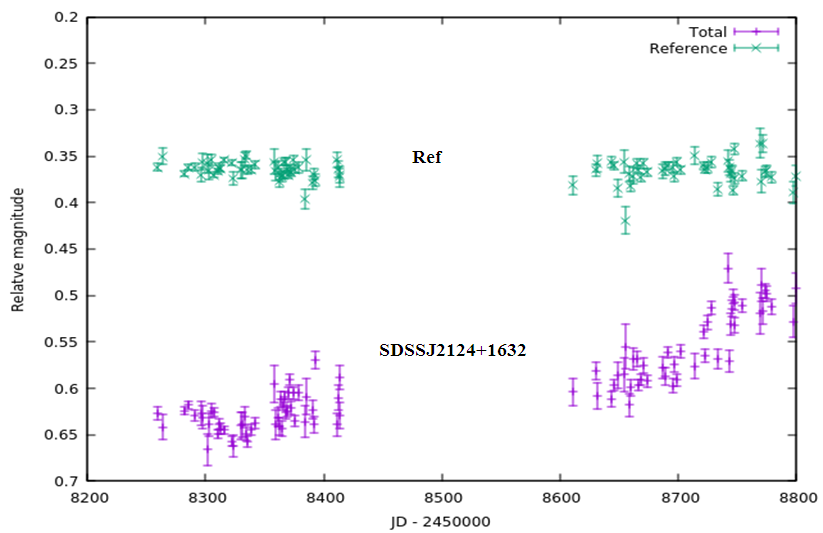 0.2
Total
Reference
0.25
0.3
0.35
Ref
0.4
0.45
0.5
0.55
SDSSJ2124+1632
0.6
0.65
0.7
8200 8300 8400 8500 8600 8700 8800
JD - 2450000
Relatve magnitude